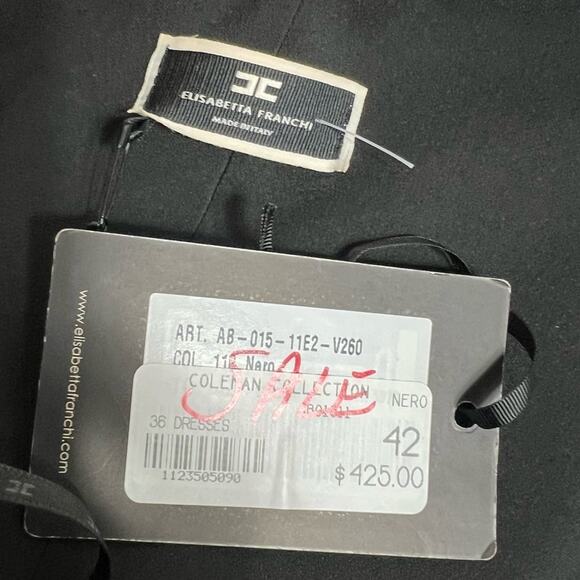 ELISABETTA FRANCHI
MADE IN ITALY
www.elisabettafranchi.com
ART. AB-015-11E2-V260
COL. 11 Nero
COLEMAN COLLECTION
NERO
SALE
36 DRESSES
42
1123505090
$425.00